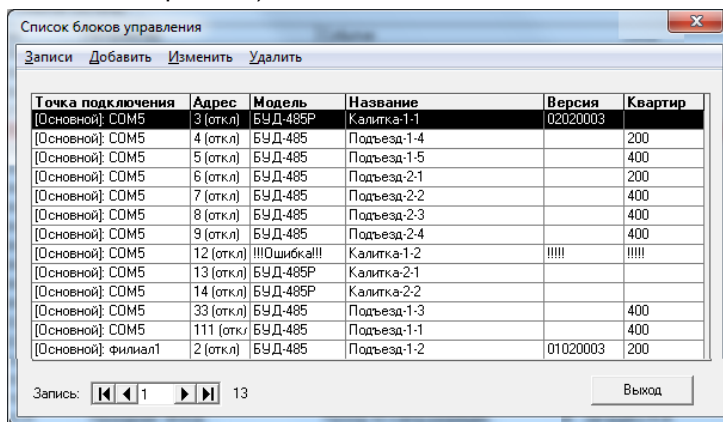 Список блоков управления
Записи Добавить Изменить Удалить
Точка подключения Адрес Модель Название Версия Квартир
[Основной]: COM5 3 (откл) БУД-485Р Калитка-1-1 02020003
[Основной]: COM5 4 (откл) БУД-485 Подъезд-1-4 200
[Основной]: COM5 5 (откл) БУД-485 Подъезд-1-5 400
[Основной]: COM5 6 (откл) БУД-485 Подъезд-2-1 200
[Основной]: COM5 7 (откл) БУД-485 Подъезд-2-2 400
[Основной]: COM5 8 (откл) БУД-485 Подъезд-2-3 400
[Основной]: COM5 9 (откл) БУД-485 Подъезд-2-4 400
[Основной]: COM5 12 (откл) !!!Ошибка!!! Калитка-1-2 !!!!! !!!!!
[Основной]: COM5 13 (откл) БУД-485Р Калитка-2-1
[Основной]: COM5 14 (откл) БУД-485Р Калитка-2-2
[Основной]: COM5 33 (откл) БУД-485 Подъезд-1-3 400
[Основной]: COM5 111 (откл БУД-485 Подъезд-1-1 400
[Основной]: филиал1 2 (откл) БУД-485 Подъезд-1-2 01020003 200
Запись: 1 13
Выход